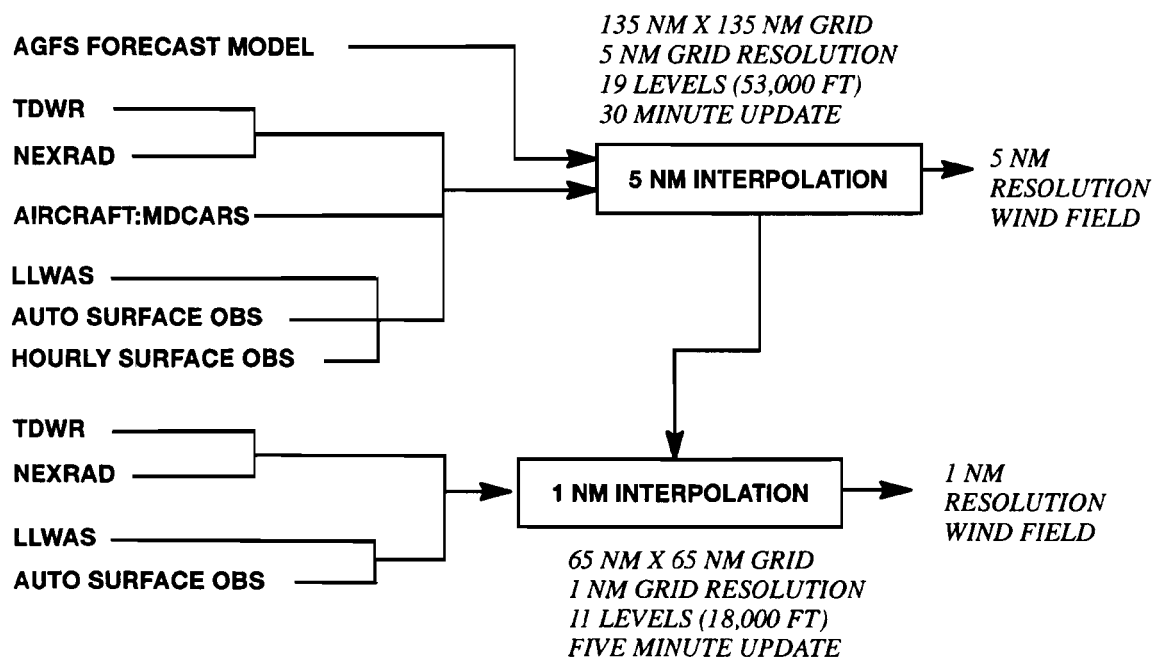 135 NM X 135 NM GRID
5 NM GRID RESOLUTION
19 LEVELS (53,000 FT)
30 MINUTE UPDATE
AGFS FORECAST MODEL
TDWR
NEXRAD
AIRCRAFT:MDCARS
LLWAS
AUTO SURFACE OBS
HOURLY SURFACE OBS
5 NM INTERPOLATION
5 NM
RESOLUTION
WIND FIELD
TDWR
NEXRAD
LLWAS
AUTO SURFACE OBS
1 NM INTERPOLATION
1 NM
RESOLUTION
WIND FIELD
65 NM X 65 NM GRID
1 NM GRID RESOLUTION
11 LEVELS (18,000 FT)
FIVE MINUTE UPDATE